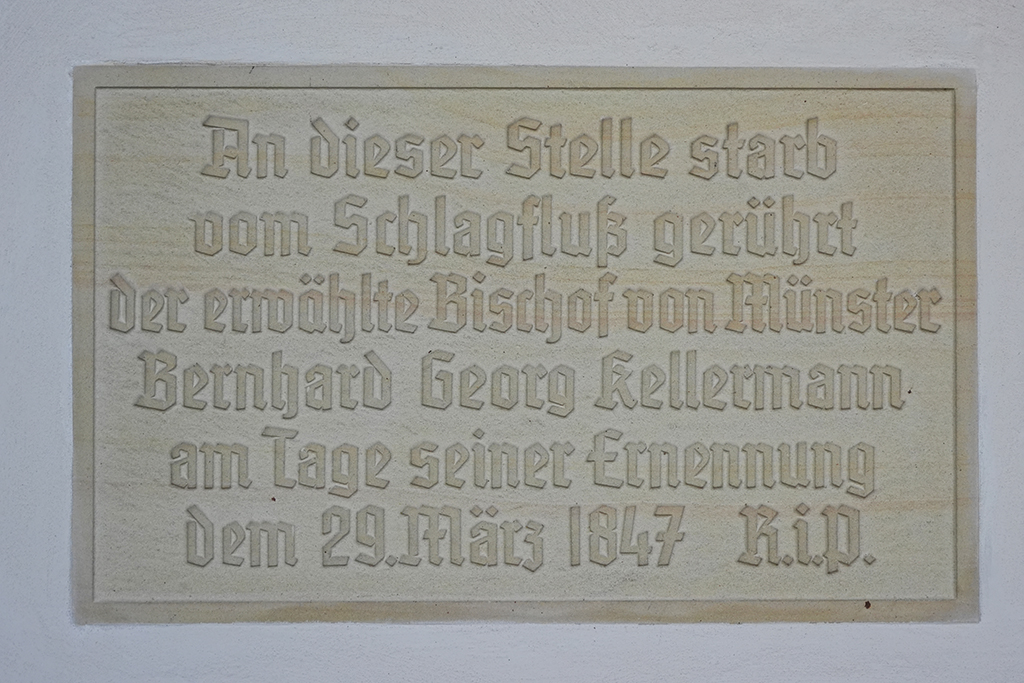 An dieser Stelle starb
vom Schlagfluß gerührt
der erwählte Bischof von Münster
Bernhard Georg Kellermann
am Tage seiner Ernennung
dem 29. März 1847 R.i.P.